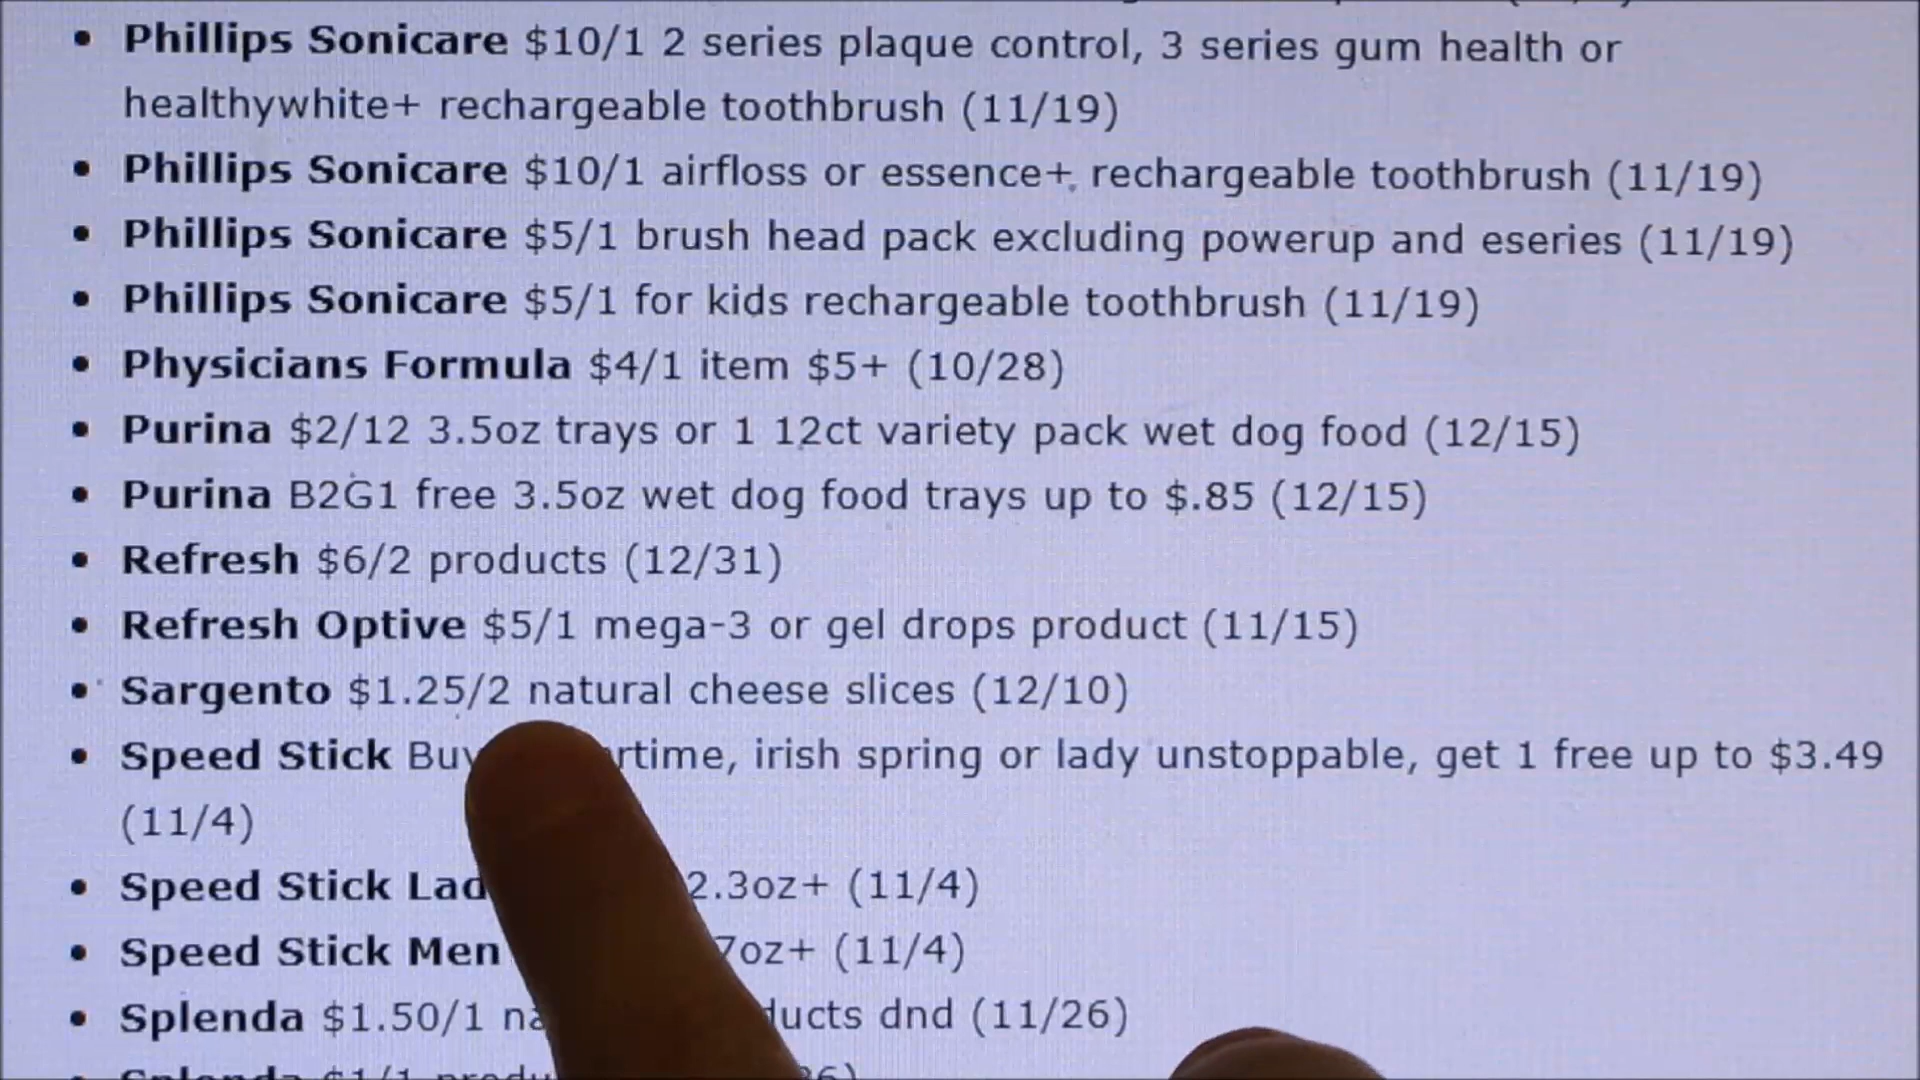 • Phillips Sonicare $10/1 2 series plaque control, 3 series gum health or
healthywhite+ rechargeable toothbrush (11/19)
• Phillips Sonicare $10/1 airfloss or essence+ rechargeable toothbrush (11/19)
• Phillips Sonicare $5/1 brush head pack excluding powerup and eseries (11/19)
• Phillips Sonicare $5/1 for kids rechargeable toothbrush (11/19)
• Physicians Formula $4/1 item $5+ (10/28)
• Purina $2/12 3.5oz trays or 1 12ct variety pack wet dog food (12/15)
• Purina B2G1 free 3.5oz wet dog food trays up to $.85 (12/15)
• Refresh $6/2 products (12/31)
• Refresh Optive $5/1 mega-3 or gel drops product (11/15)
• Sargento $1.25/2 natural cheese slices (12/10)
• Speed Stick irish spring or lady unstoppable, get 1 free up to $3.49
(11/4)
• Speed Stick 2.3oz+ (11/4)
• Speed Stick Men (11/4)
• Splenda $1.50/1 dnd (11/26)
Splenda $1/1